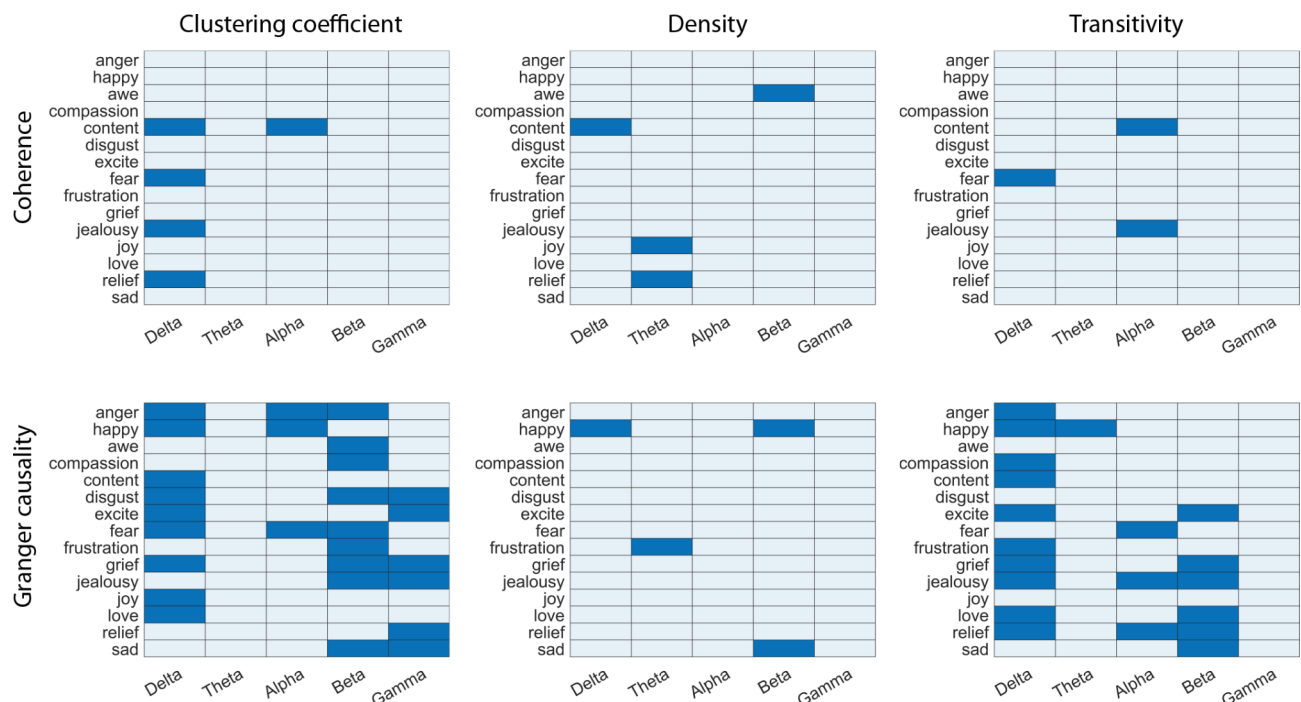 Clustering coefficient
Density
Transitivity
Coherence
anger
happy
awe
compassion
content
disgust
excite
fear
frustration
grief
jealousy
joy
love
relief
sad
Delta
Theta
Alpha
Beta
Gamma
anger
happy
awe
compassion
content
disgust
excite
fear
frustration
grief
jealousy
joy
love
relief
sad
Delta
Theta
Alpha
Beta
Gamma
anger
happy
awe
compassion
content
disgust
excite
fear
frustration
grief
jealousy
joy
love
relief
sad
Delta
Theta
Alpha
Beta
Gamma
Granger causality
anger
happy
awe
compassion
content
disgust
excite
fear
frustration
grief
jealousy
joy
love
relief
sad
Delta
Theta
Alpha
Beta
Gamma
anger
happy
awe
compassion
content
disgust
excite
fear
frustration
grief
jealousy
joy
love
relief
sad
Delta
Theta
Alpha
Beta
Gamma
anger
happy
awe
compassion
content
disgust
excite
fear
frustration
grief
jealousy
joy
love
relief
sad
Delta
Theta
Alpha
Beta
Gamma